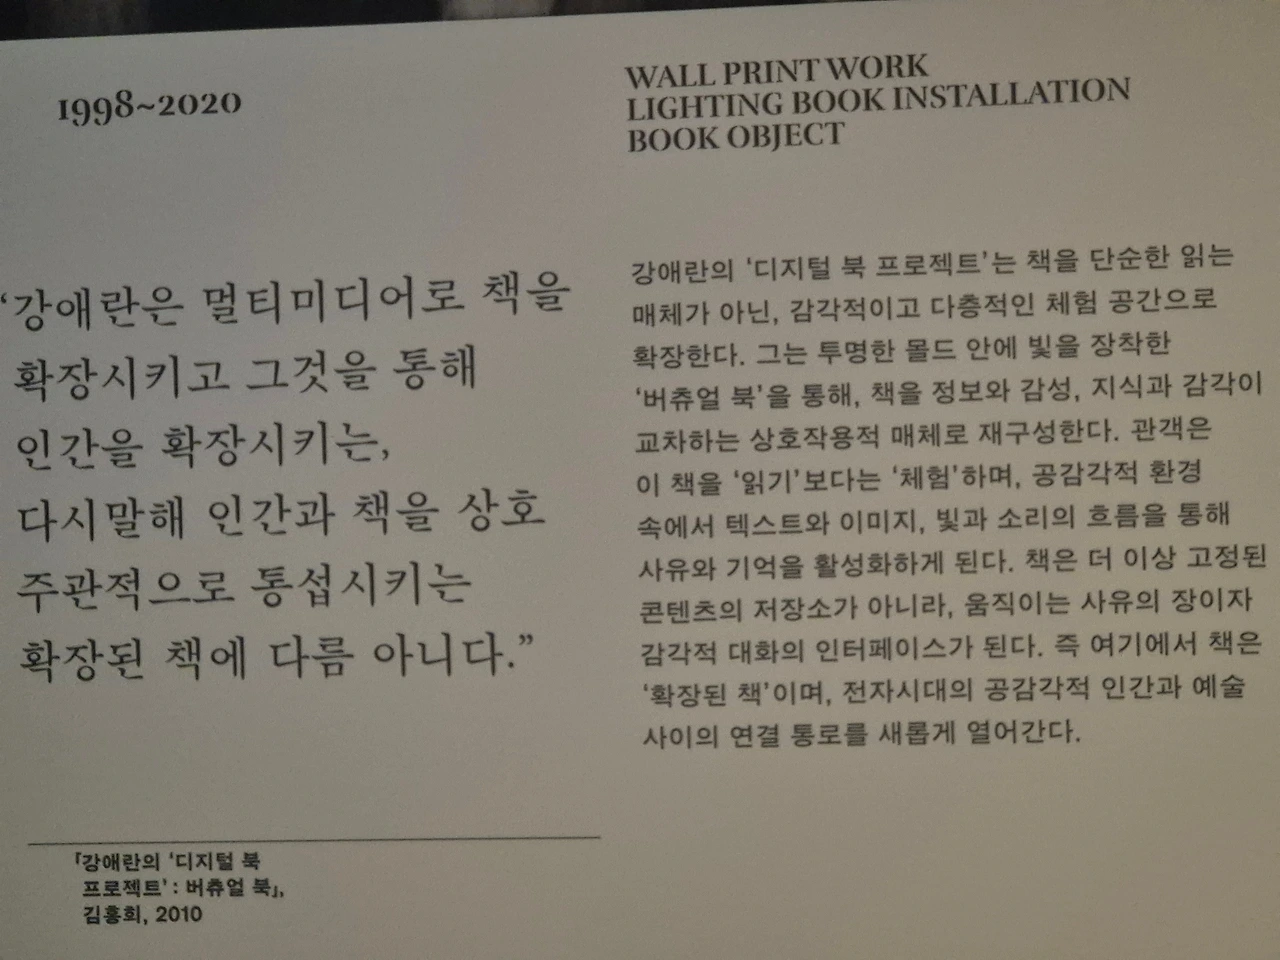 1998~2020
WALL PRINT WORK
LIGHTING BOOK INSTALLATION
BOOK OBJECT
‘강애란은 멀티미디어로 책을
확장시키고 그것을 통해
인간을 확장시키는,
다시말해 인간과 책을 상호
주관적으로 통섭시키는
확장된 책에 다름 아니다.”
「강애란의 ‘디지털 북
프로젝트’: 버츄얼 북」,
김홍희, 2010
강애란의 ‘디지털 북 프로젝트’는 책을 단순한 읽는
매체가 아닌, 감각적이고 다층적인 체험 공간으로
확장한다. 그는 투명한 몰드 안에 빛을 장착한
‘버츄얼 북’을 통해, 책을 정보와 감성, 지식과 감각이
교차하는 상호작용적 매체로 재구성한다. 관객은
이 책을 ‘읽기’보다는 ‘체험’하며, 공감각적 환경
속에서 텍스트와 이미지, 빛과 소리의 흐름을 통해
사유와 기억을 활성화하게 된다. 책은 더 이상 고정된
콘텐츠의 저장소가 아니라, 움직이는 사유의 장이자
감각적 대화의 인터페이스가 된다. 즉 여기에서 책은
‘확장된 책’이며, 전자시대의 공감각적 인간과 예술
사이의 연결 통로를 새롭게 열어간다.